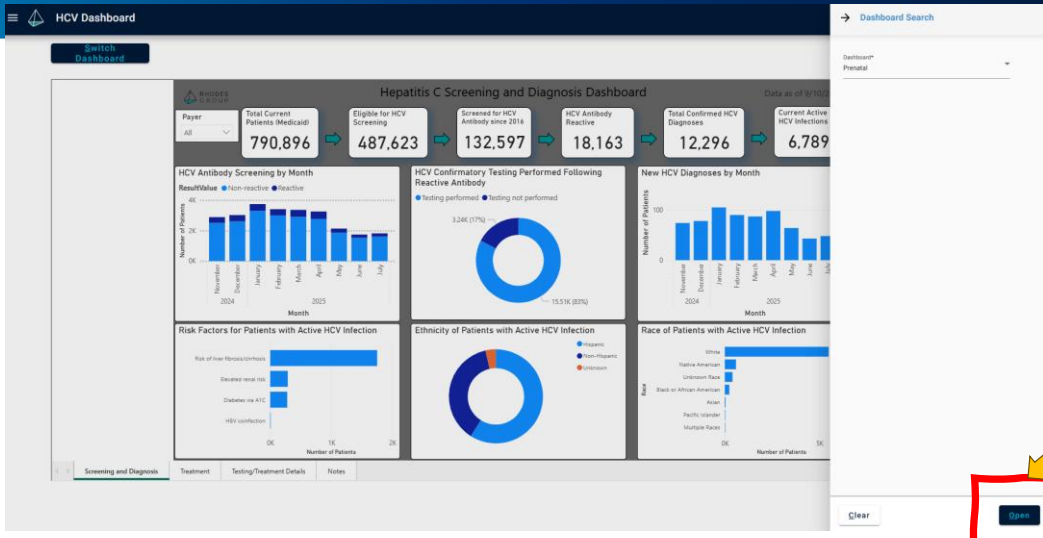 HCV Dashboard
Dashboard Search
Switch
Dashboard
Dashboard*
Prenatal
RHODES
GROUP
Hepatitis C Screening and Diagnosis Dashboard
Data as of 9/10/2
Payer
All
Total Current
Patients (Medicaid)
790,896
Eligible for HCV
Screening
487,623
Screened for HCV
Antibody since 2016
132,597
HCV Antibody
Reactive
18,163
Total Confirmed HCV
Diagnoses
12,296
Current Active
HCV Infections
6,789
HCV Antibody Screening by Month
ResultValue Non-reactive Reactive
Number of Patients
4K
2K
0K
November
December
January
February
March
April
May
June
July
2024
2025
Month
HCV Confirmatory Testing Performed Following
Reactive Antibody
Testing performed Testing not performed
3.24K (17%)
15.51K (83%)
New HCV Diagnoses by Month
Number of Patients
100
0
November
December
January
February
March
April
May
June
July
2024
2025
Month
Risk Factors for Patients with Active HCV Infection
Risk of liver fibrosis/cirrhosis
Elevated renal risk
Diabetes via A1C
HBV coinfection
0K
1K
2K
Number of Patients
Ethnicity of Patients with Active HCV Infection
Hispanic
Non-Hispanic
Unknown
Race of Patients with Active HCV Infection
Race
White
Native American
Unknown Race
Black or African American
Asian
Pacific Islander
Multiple Races
0K
5K
Number of Patients
Screening and Diagnosis
Treatment
Testing/Treatment Details
Notes
Clear
Open